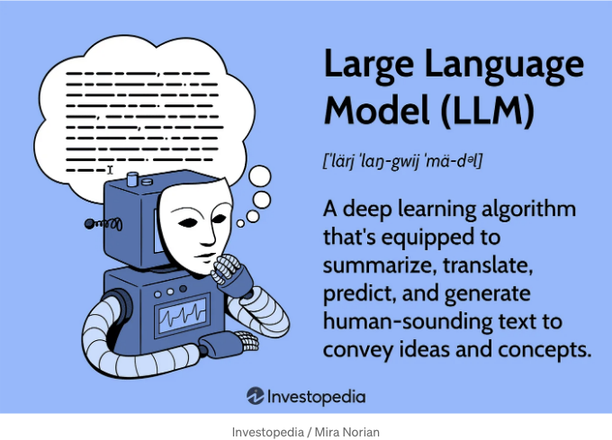 Large Language
Model (LLM)
[ˈlärj ˈlaŋ-gwij ˈmä-dᵊl]
A deep learning algorithm
that's equipped to
summarize, translate,
predict, and generate
human-sounding text to
convey ideas and concepts.
Investopedia
Investopedia / Mira Norian